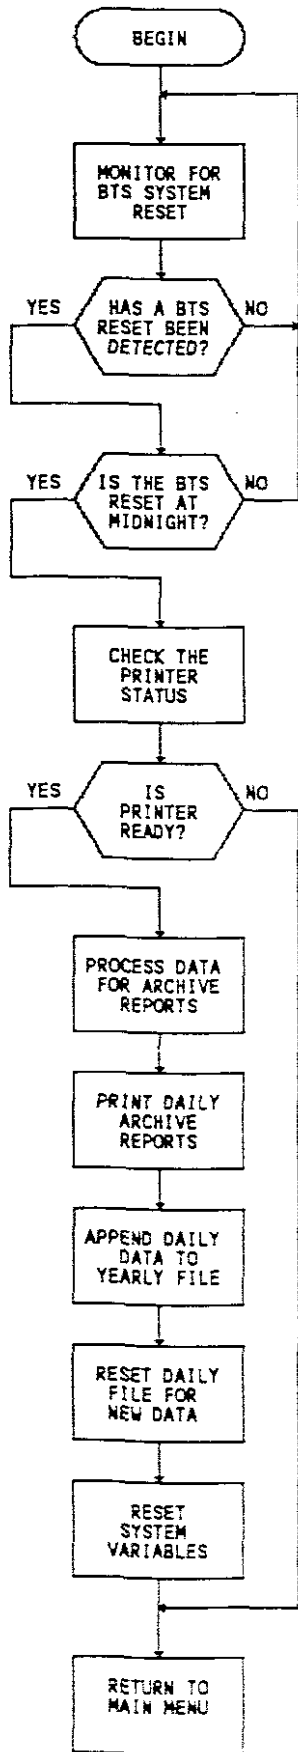 BEGIN
MONITOR FOR
BTS SYSTEM
RESET
YES
HAS A BTS
RESET BEEN
DETECTED?
NO
YES
IS THE BTS
RESET AT
MIDNIGHT?
NO
CHECK THE
PRINTER
STATUS
YES
IS
PRINTER
READY?
NO
PROCESS DATA
FOR ARCHIVE
REPORTS
PRINT DAILY
ARCHIVE
REPORTS
APPEND DAILY
DATA TO
YEARLY FILE
RESET DAILY
FILE FOR
NEW DATA
RESET
SYSTEM
VARIABLES
RETURN TO
MAIN MENU